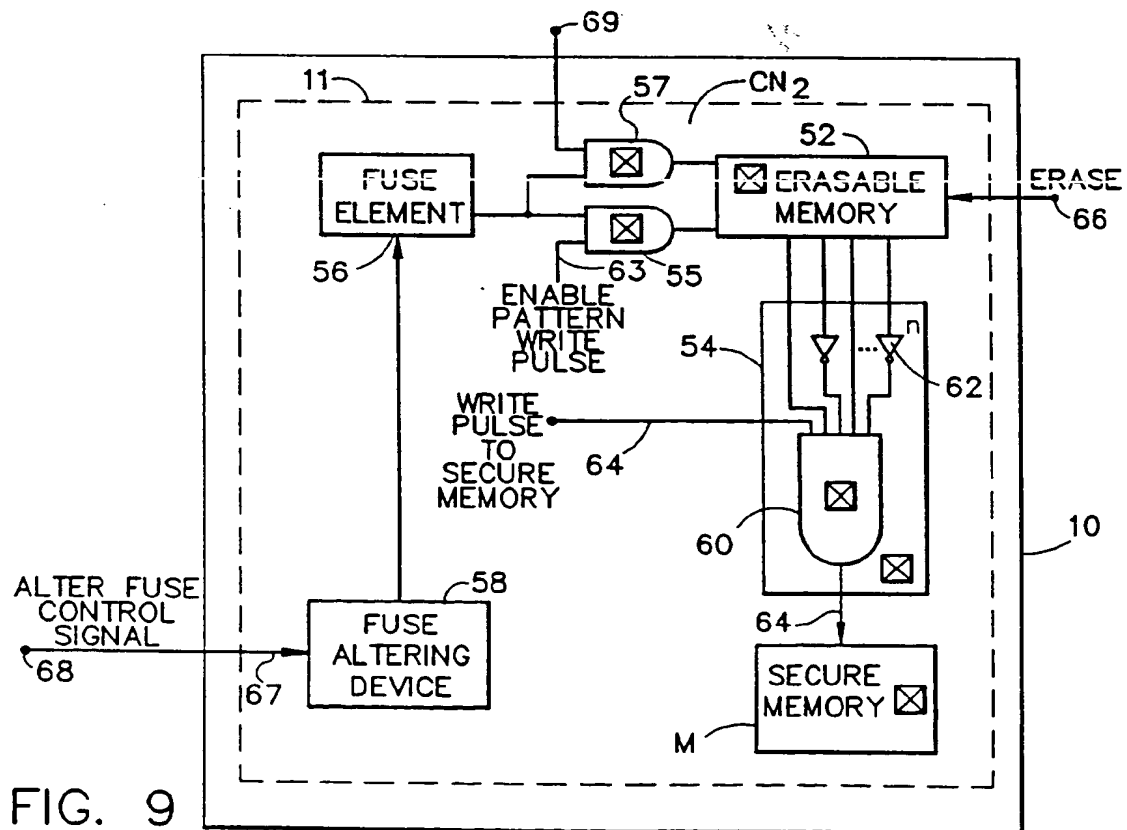 69
11
CN2
57
52
FUSE
ELEMENT
ERASABLE
MEMORY
ERASE
66
56
63
55
ENABLE
PATTERN
WRITE
PULSE
54
n
...
62
WRITE
PULSE
TO
SECURE
MEMORY
64
60
10
ALTER FUSE
CONTROL
SIGNAL
58
FUSE
ALTERING
DEVICE
64
68
67
SECURE
MEMORY
M
FIG. 9